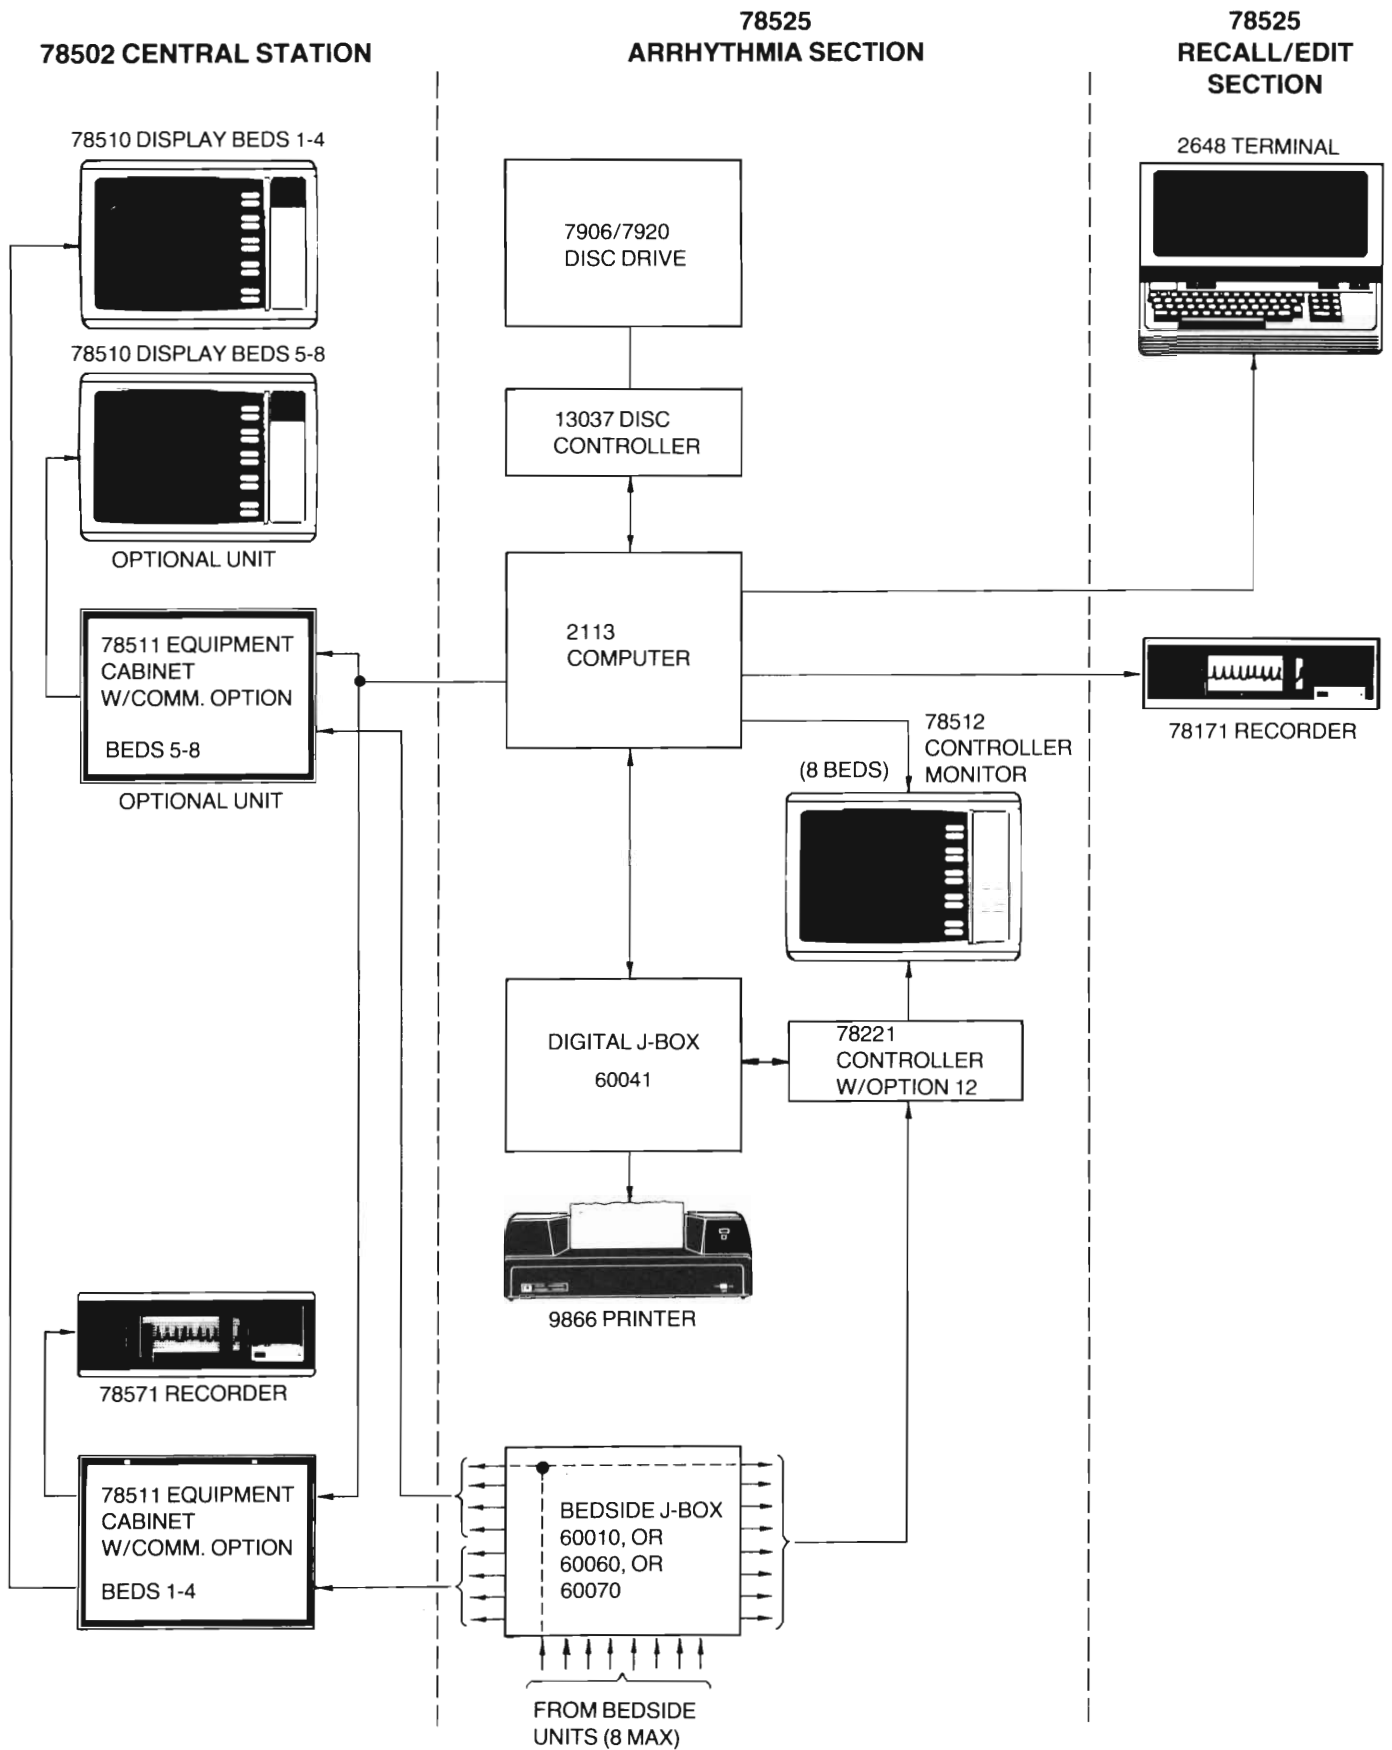 78502 CENTRAL STATION
78510 DISPLAY BEDS 1-4
78510 DISPLAY BEDS 5-8
OPTIONAL UNIT
78511 EQUIPMENT
CABINET
W/COMM. OPTION
BEDS 5-8
OPTIONAL UNIT
78571 RECORDER
78511 EQUIPMENT
CABINET
W/COMM. OPTION
BEDS 1-4
78525
ARRHYTHMIA SECTION
7906/7920
DISC DRIVE
13037 DISC
CONTROLLER
2113
COMPUTER
78512
CONTROLLER
MONITOR
(8 BEDS)
DIGITAL J-BOX
60041
78221
CONTROLLER
W/OPTION 12
9866 PRINTER
BEDSIDE J-BOX
60010, OR
60060, OR
60070
FROM BEDSIDE
UNITS (8 MAX)
78525
RECALL/EDIT
SECTION
2648 TERMINAL
78171 RECORDER